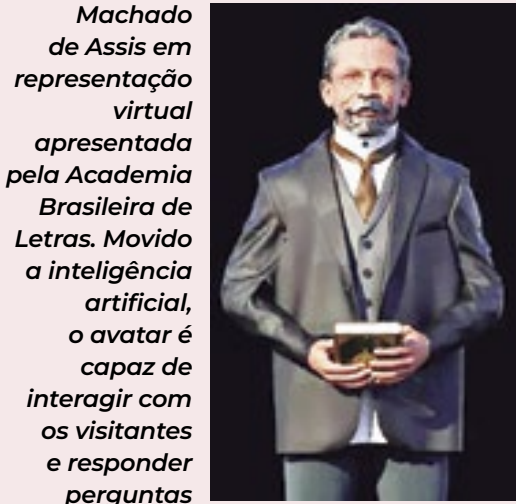 Machado
de Assis em
representação
virtual
apresentada
pela Academia
Brasileira de
Letras. Movido
a inteligência
artificial,
o avatar é
capaz de
interagir com
os visitantes
e responder
perguntas